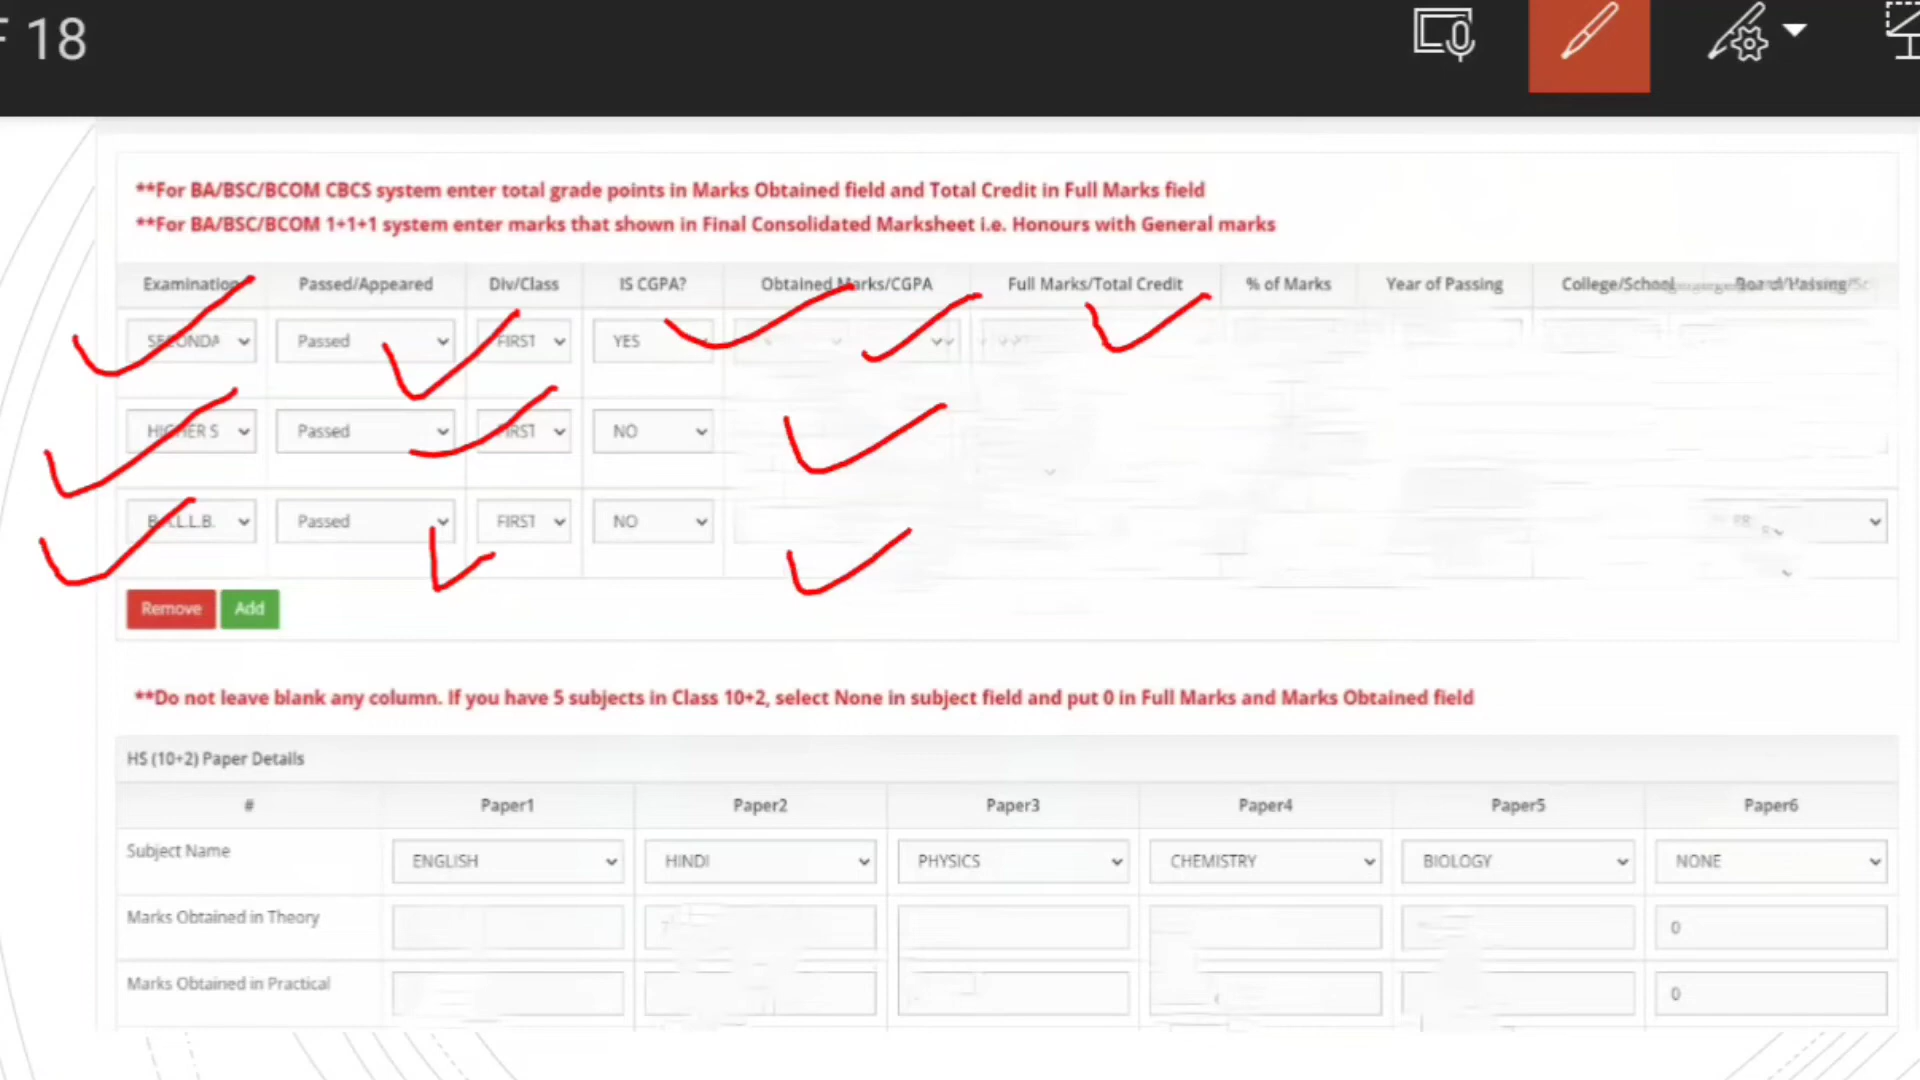 18
**For BA/BSC/BCOM CBCS system enter total grade points in Marks Obtained field and Total Credit in Full Marks field
**For BA/BSC/BCOM 1+1+1 system enter marks that shown in Final Consolidated Marksheet i.e. Honours with General marks
Examination Passed/Appeared Div/Class IS CGPA? Obtained Marks/CGPA Full Marks/Total Credit % of Marks Year of Passing College/School
SECONDA Passed FIRST YES
HIGHER S Passed FIRST NO
Passed FIRST NO
Remove Add
**Do not leave blank any column. If you have 5 subjects in Class 10+2, select None in subject field and put 0 in Full Marks and Marks Obtained field
HS (10+2) Paper Details
# Paper1 Paper2 Paper3 Paper4 Paper5 Paper6
Subject Name ENGLISH HINDI PHYSICS CHEMISTRY BIOLOGY NONE
Marks Obtained in Theory 0
Marks Obtained in Practical 0